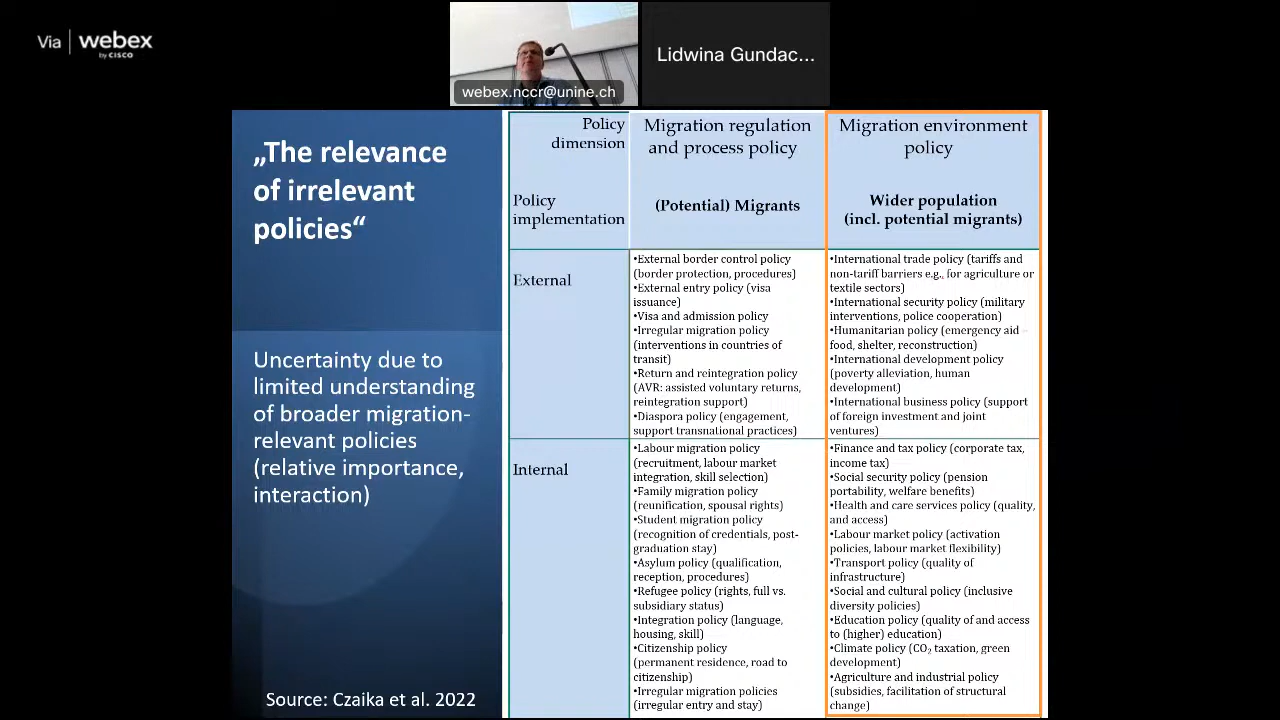 Via webex
by CISCO
webex.nccr@unine.ch
Lidwina Gundac...
„The relevance
of irrelevant
policies“
Uncertainty due to
limited understanding
of broader migration-
relevant policies
(relative importance,
interaction)
Source: Czaika et al. 2022
Policy
dimension
Policy
implementation
Migration regulation
and process policy
(Potential) Migrants
Migration environment
policy
Wider population
(incl. potential migrants)
External
•External border control policy
(border protection, procedures)
•External entry policy (visa
issuance)
•Visa and admission policy
•Irregular migration policy
(interventions in countries of
transit)
•Return and reintegration policy
(AVR: assisted voluntary returns,
reintegration support)
•Diaspora policy (engagement,
support transnational practices)
•International trade policy (tariffs and
non-tariff barriers e.g., for agriculture or
textile sectors)
•International security policy (military
interventions, police cooperation)
•Humanitarian policy (emergency aid –
food, shelter, reconstruction)
•International development policy
(poverty alleviation, human
development)
•International business policy (support
of foreign investment and joint
ventures)
Internal
•Labour migration policy
(recruitment, labour market
integration, skill selection)
•Family migration policy
(reunification, spousal rights)
•Student migration policy
(recognition of credentials, post-
graduation stay)
•Asylum policy (qualification,
reception, procedures)
•Refugee policy (rights, full vs.
subsidiary status)
•Integration policy (language,
housing, skill)
•Citizenship policy
(permanent residence, road to
citizenship)
•Irregular migration policies
(irregular entry and stay)
•Finance and tax policy (corporate tax,
income tax)
•Social security policy (pension
portability, welfare benefits)
•Health and care services policy (quality,
and access)
•Labour market policy (activation
policies, labour market flexibility)
•Transport policy (quality of
infrastructure)
•Social and cultural policy (inclusive
diversity policies)
•Education policy (quality of and access
to (higher) education)
•Climate policy (CO₂ taxation, green
development)
•Agriculture and industrial policy
(subsidies, facilitation of structural
change)